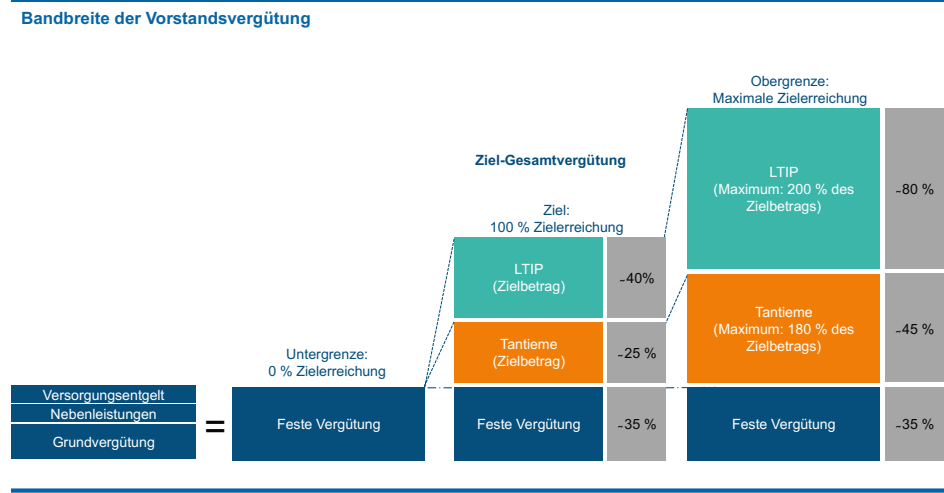 Bandbreite der Vorstandsvergütung
Obergrenze:
Maximale Zielerreichung
LTIP
(Maximum: 200 % des
Zielbetrags)
~80 %
Ziel-Gesamtvergütung
Ziel:
100 % Zielerreichung
LTIP
(Zielbetrag)
~40%
Tantieme
(Maximum: 180 % des
Zielbetrags)
~45 %
Tantieme
(Zielbetrag)
~25 %
Untergrenze:
0 % Zielerreichung
Versorgungsentgelt
Nebenleistungen
Grundvergütung
=
Feste Vergütung
Feste Vergütung
~35 %
Feste Vergütung
~35 %